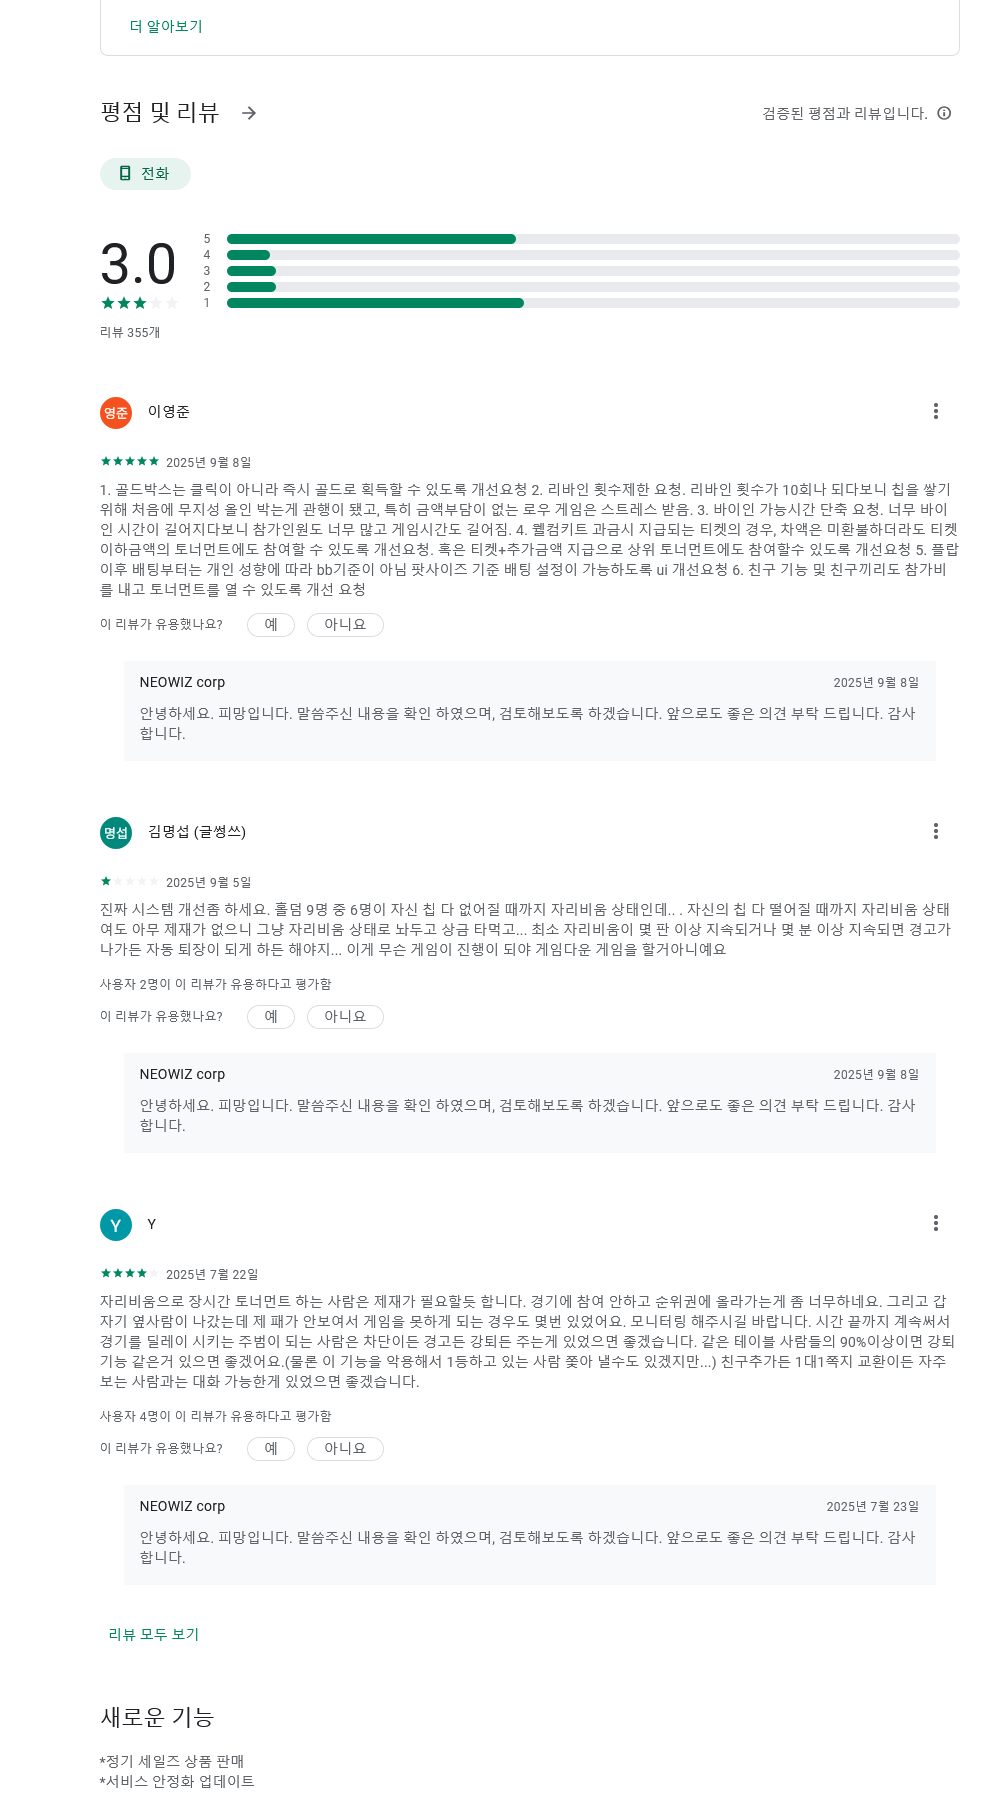 더 알아보기
평점 및 리뷰
검증된 평점과 리뷰입니다.
전화
3.0
5
4
3
2
1
리뷰 355개
영준
이영준
2025년 9월 8일
1. 골드박스는 클릭이 아니라 즉시 골드로 획득할 수 있도록 개선요청 2. 리바인 횟수제한 요청. 리바인 횟수가 10회나 되다보니 칩을 쌓기
위해 처음에 무지성 올인 박는게 관행이 됐고, 특히 금액부담이 없는 로우 게임은 스트레스 받음. 3. 바이인 가능시간 단축 요청. 너무 바이
인 시간이 길어지다보니 참가인원도 너무 많고 게임시간도 길어짐. 4. 웰컴키트 과금시 지급되는 티켓의 경우, 차액은 미환불하더라도 티켓
이하금액의 토너먼트에도 참여할 수 있도록 개선요청. 혹은 티켓+추가금액 지급으로 상위 토너먼트에도 참여할수 있도록 개선요청 5. 플랍
이후 배팅부터는 개인 성향에 따라 bb기준이 아님 팟사이즈 기준 배팅 설정이 가능하도록 ui 개선요청 6. 친구 기능 및 친구끼리도 참가비
를 내고 토너먼트를 열 수 있도록 개선 요청
이 리뷰가 유용했나요?
예
아니요
NEOWIZ corp
2025년 9월 8일
안녕하세요. 피망입니다. 말씀주신 내용을 확인 하였으며, 검토해보도록 하겠습니다. 앞으로도 좋은 의견 부탁 드립니다. 감사
합니다.
명섭
김명섭 (글썽쓰)
2025년 9월 5일
진짜 시스템 개선좀 하세요. 홀덤 9명 중 6명이 자신 칩 다 없어질 때까지 자리비움 상태인데.. . 자신의 칩 다 떨어질 때까지 자리비움 상태
여도 아무 제재가 없으니 그냥 자리비움 상태로 놔두고 상금 타먹고... 최소 자리비움이 몇 판 이상 지속되거나 몇 분 이상 지속되면 경고가
나가든 자동 퇴장이 되게 하든 해야지... 이게 무슨 게임이 진행이 되야 게임다운 게임을 할거아니예요
사용자 2명이 이 리뷰가 유용하다고 평가함
이 리뷰가 유용했나요?
예
아니요
NEOWIZ corp
2025년 9월 8일
안녕하세요. 피망입니다. 말씀주신 내용을 확인 하였으며, 검토해보도록 하겠습니다. 앞으로도 좋은 의견 부탁 드립니다. 감사
합니다.
Y
Y
2025년 7월 22일
자리비움으로 장시간 토너먼트 하는 사람은 제재가 필요할듯 합니다. 경기에 참여 안하고 순위권에 올라가는게 좀 너무하네요. 그리고 갑
자기 옆사람이 나갔는데 제 패가 안보여서 게임을 못하게 되는 경우도 몇번 있었어요. 모니터링 해주시길 바랍니다. 시간 끝까지 계속써서
경기를 딜레이 시키는 주범이 되는 사람은 차단이든 경고든 강퇴든 주는게 있었으면 좋겠습니다. 같은 테이블 사람들의 90%이상이면 강퇴
기능 같은거 있으면 좋겠어요.(물론 이 기능을 악용해서 1등하고 있는 사람 쫓아 낼수도 있겠지만...) 친구추가든 1대1쪽지 교환이든 자주
보는 사람과는 대화 가능한게 있었으면 좋겠습니다.
사용자 4명이 이 리뷰가 유용하다고 평가함
이 리뷰가 유용했나요?
예
아니요
NEOWIZ corp
2025년 7월 23일
안녕하세요. 피망입니다. 말씀주신 내용을 확인 하였으며, 검토해보도록 하겠습니다. 앞으로도 좋은 의견 부탁 드립니다. 감사
합니다.
리뷰 모두 보기
새로운 기능
*정기 세일즈 상품 판매
*서비스 안정화 업데이트